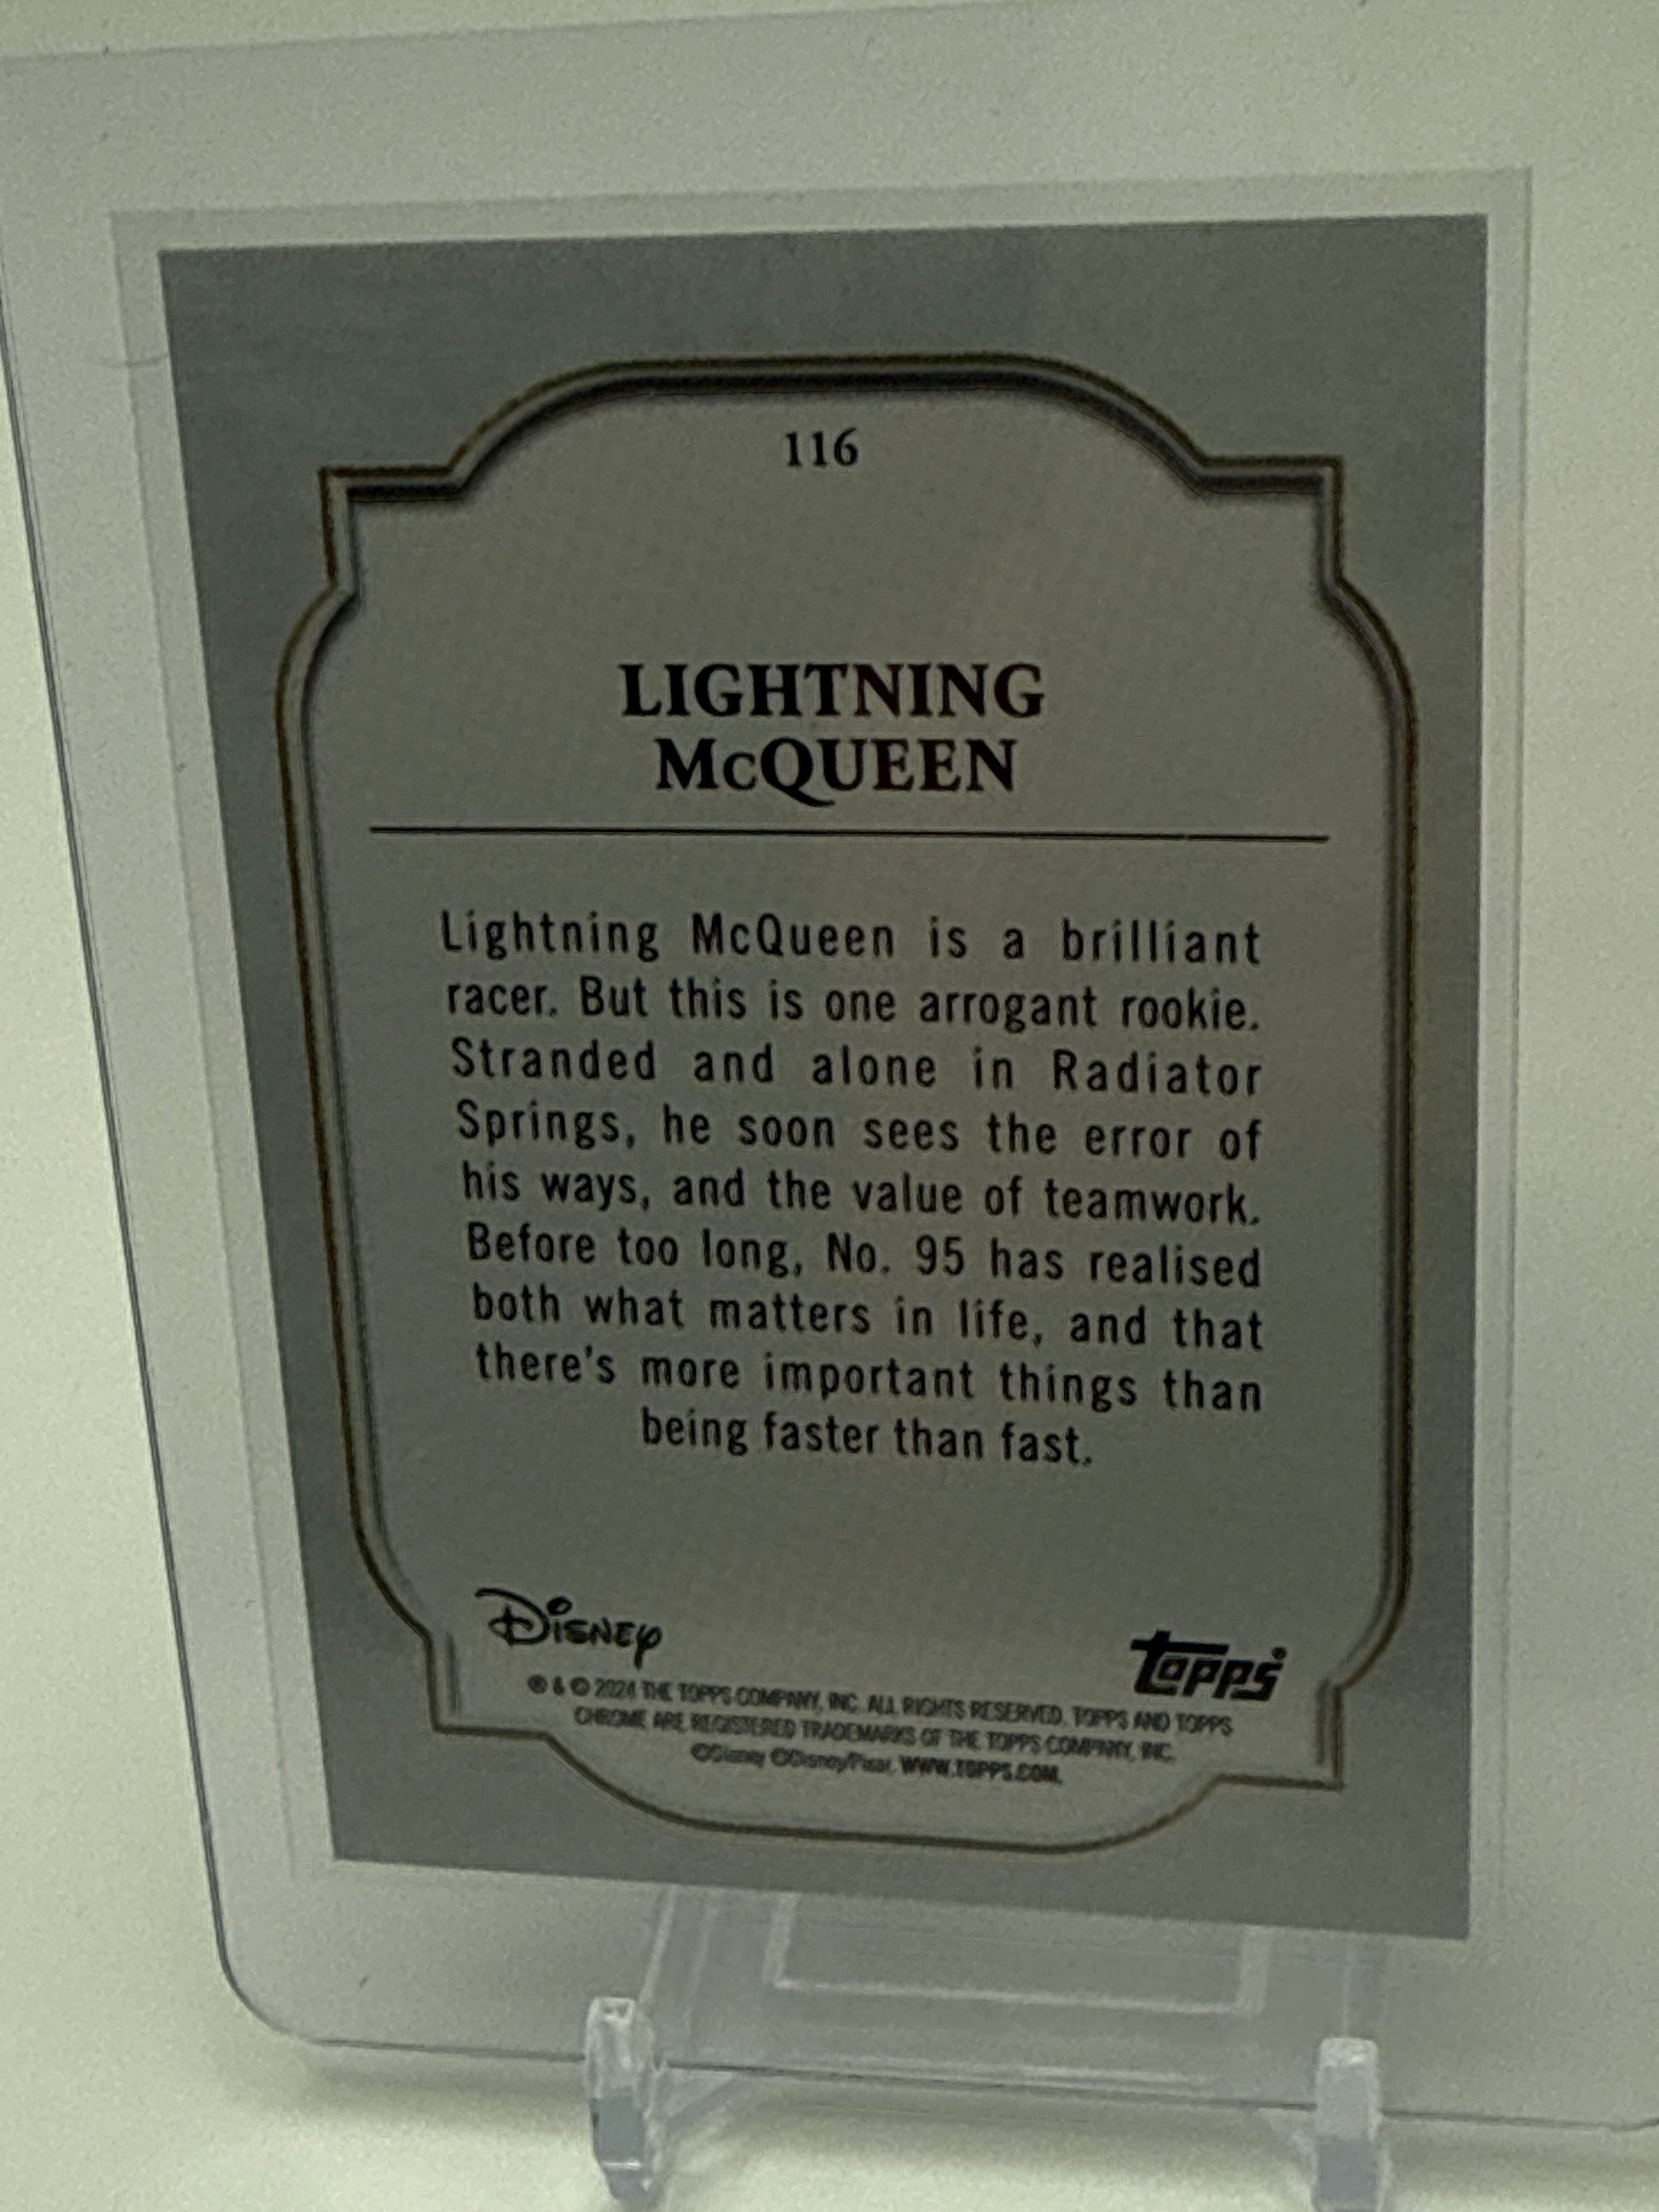 116
LIGHTNING
McQUEEN
Lightning McQueen is a brilliant
racer. But this is one arrogant rookie.
Stranded and alone in Radiator
Springs, he soon sees the error of
his ways, and the value of teamwork.
Before too long, No. 95 has realised
both what matters in life, and that
there's more important things than
being faster than fast.
Disney
topps
® & © 2024 THE TOPPS COMPANY, INC. ALL RIGHTS RESERVED. TOPPS AND TOPPS
CHROME ARE REGISTERED TRADEMARKS OF THE TOPPS COMPANY, INC.
©Disney ©Disney/Pixar. WWW.TOPPS.COM.